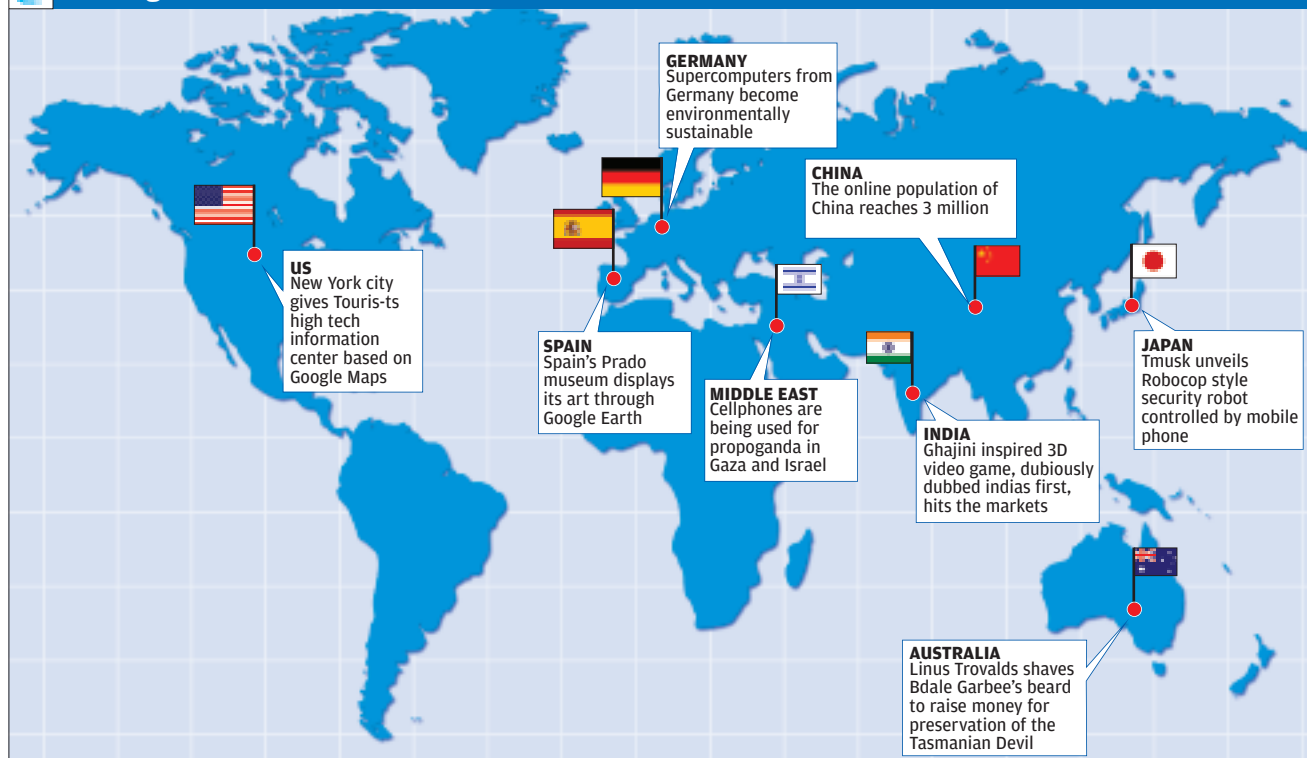 GERMANY
Supercomputers from
Germany become
environmentally
sustainable
CHINA
The online population of
China reaches 3 million
US
New York city
gives Touris-ts
high tech
information
center based on
Google Maps
SPAIN
Spain's Prado
museum displays
its art through
Google Earth
MIDDLE EAST
Cellphones are
being used for
propoganda in
Gaza and Israel
INDIA
Ghajini inspired 3D
video game, dubiously
dubbed indias first,
hits the markets
JAPAN
Tmusk unveils
Robocop style
security robot
controlled by mobile
phone
AUSTRALIA
Linus Trovalds shaves
Bdale Garbee's beard
to raise money for
preservation of the
Tasmanian Devil